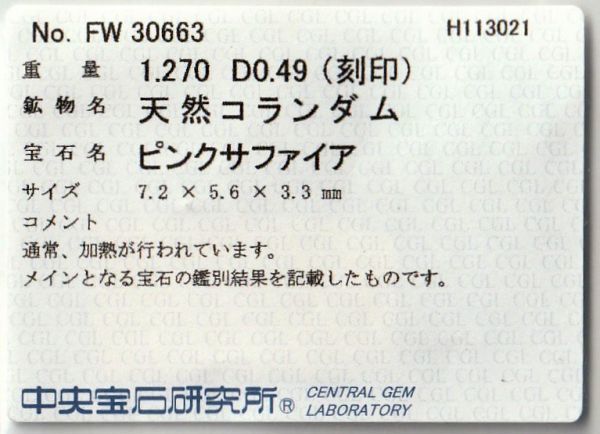 No. FW 30663 H113021
重量 1.270 D0.49 (刻印)
鉱物名 天然コランダム
宝石名 ピンクサファイア
サイズ 7.2 × 5.6 × 3.3 mm
コメント
通常、加熱が行われています。
メインとなる宝石の鑑別結果を記載したものです。
中央宝石研究所® CENTRAL GEM
LABORATORY